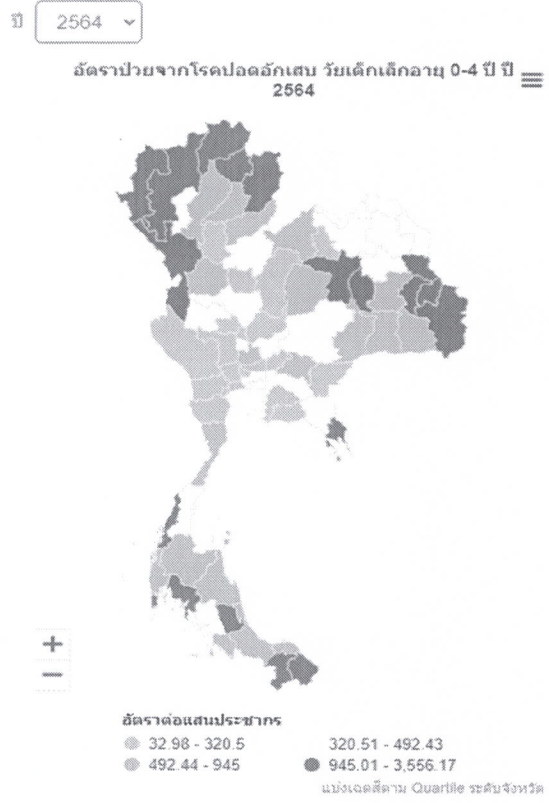 ปี 2564
อัตราป่วยจากโรคปอดอักเสบ วัยเด็กเล็กอายุ 0-4 ปี ปี
2564
+
−
อัตราต่อแสนประชากร
32.98 - 320.5 320.51 - 492.43
492.44 - 945 945.01 - 3,556.17
แบ่งเฉดสีตาม Quartile ระดับจังหวัด